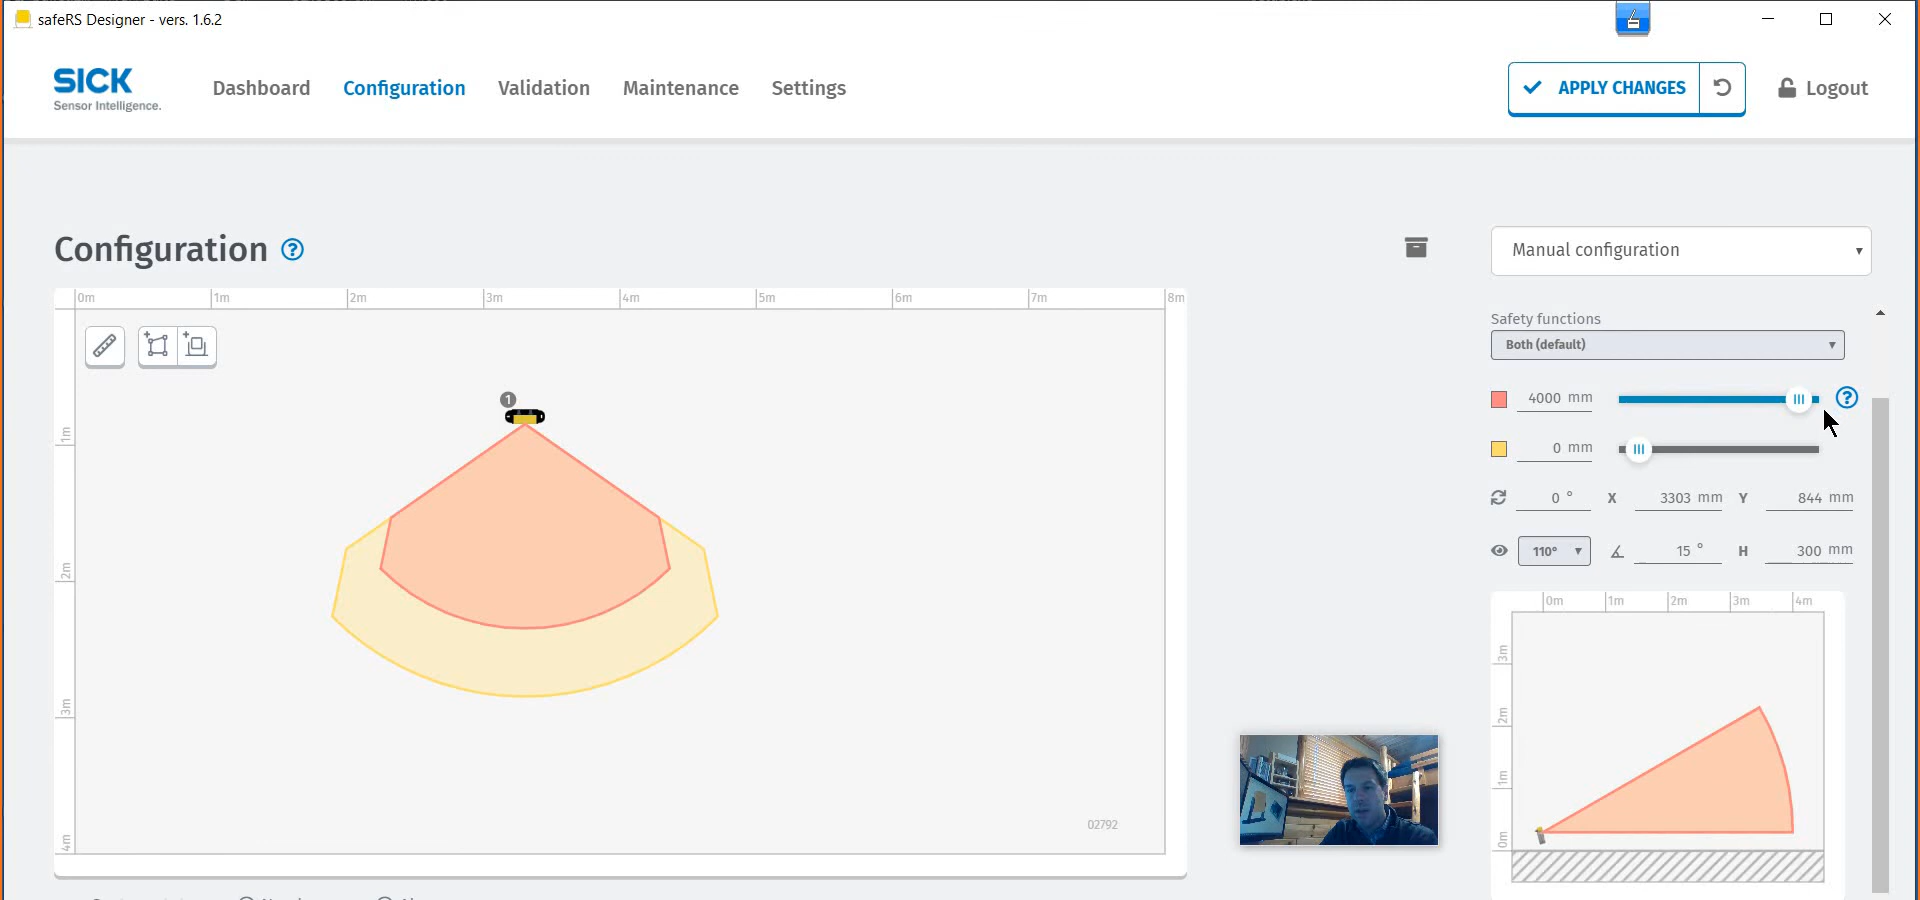 safeRS Designer - vers. 1.6.2
SICK
Sensor Intelligence.
Dashboard
Configuration
Validation
Maintenance
Settings
APPLY CHANGES
Logout
Configuration ?
Manual configuration
0m 1m 2m 3m 4m 5m 6m 7m 8m
Safety functions
Both (default)
1
4000 mm
?
0 mm
0 ° X 3303 mm Y 844 mm
110° 15 ° H 300 mm
1m
2m
3m
4m
02792
0m 1m 2m 3m 4m
3m
2m
1m
0m